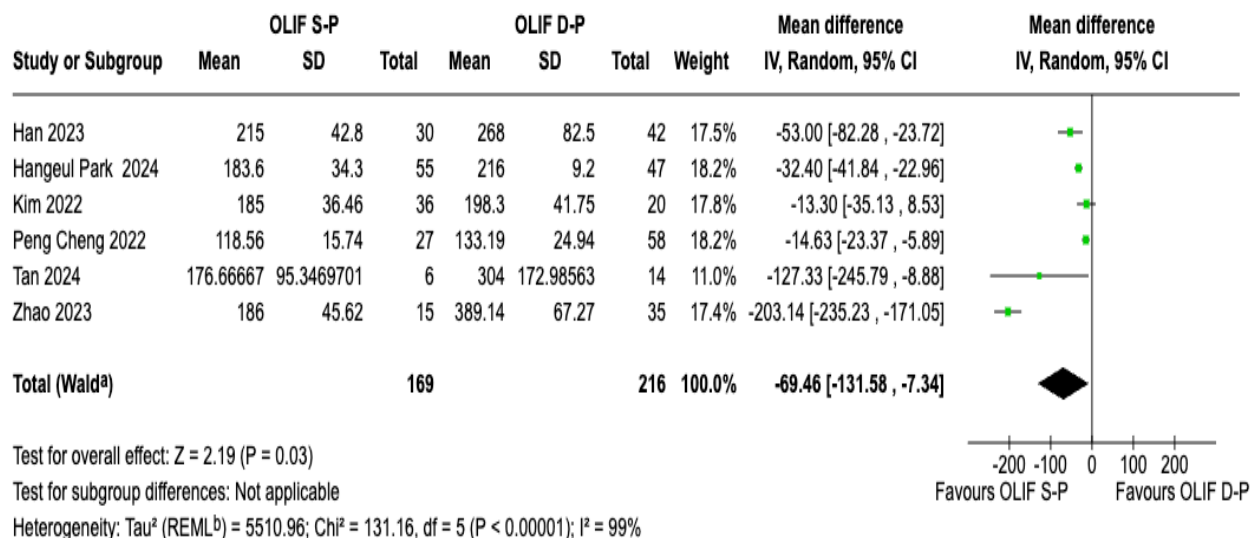 OLIF S-P OLIF D-P Mean difference Mean difference
Study or Subgroup Mean SD Total Mean SD Total Weight IV, Random, 95% CI IV, Random, 95% CI
Han 2023 215 42.8 30 268 82.5 42 17.5% -53.00 [-82.28 , -23.72]
Hangeul Park 2024 183.6 34.3 55 216 9.2 47 18.2% -32.40 [-41.84 , -22.96]
Kim 2022 185 36.46 36 198.3 41.75 20 17.8% -13.30 [-35.13 , 8.53]
Peng Cheng 2022 118.56 15.74 27 133.19 24.94 58 18.2% -14.63 [-23.37 , -5.89]
Tan 2024 176.66667 95.3469701 6 304 172.98563 14 11.0% -127.33 [-245.79 , -8.88]
Zhao 2023 186 45.62 15 389.14 67.27 35 17.4% -203.14 [-235.23 , -171.05]
Total (Waldᵃ) 169 216 100.0% -69.46 [-131.58 , -7.34]
Test for overall effect: Z = 2.19 (P = 0.03)
-200 -100 0 100 200
Test for subgroup differences: Not applicable
Favours OLIF S-P Favours OLIF D-P
Heterogeneity: Tau² (REMLᵇ) = 5510.96; Chi² = 131.16, df = 5 (P < 0.00001); I² = 99%